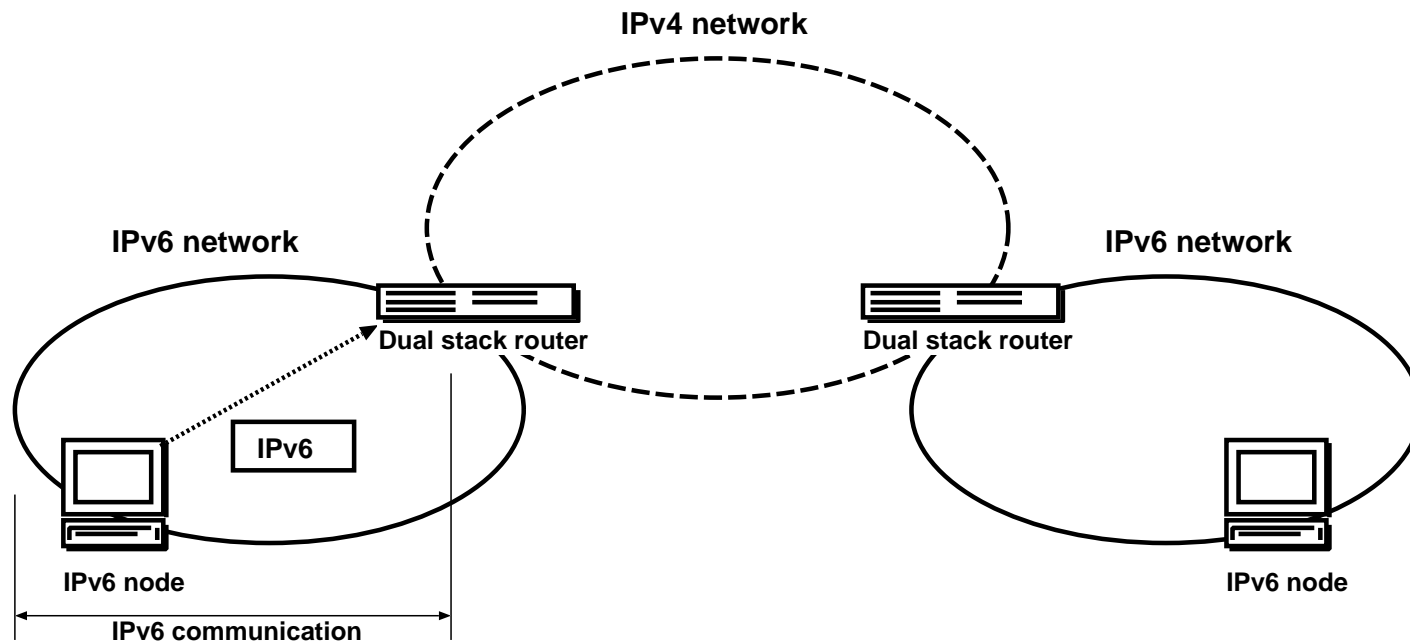 IPv4 network
IPv6 network
IPv6 network
Dual stack router
Dual stack router
IPv6
IPv6 node
IPv6 node
IPv6 communication